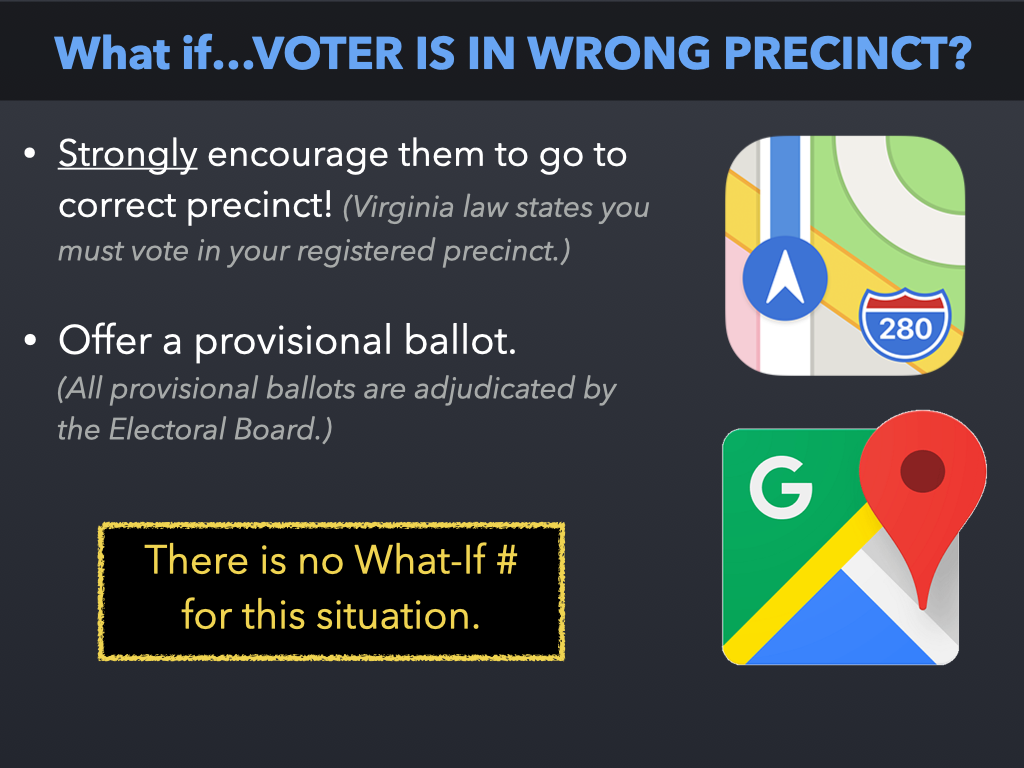 What if...VOTER IS IN WRONG PRECINCT?
• Strongly encourage them to go to
correct precinct! (Virginia law states you
must vote in your registered precinct.)
• Offer a provisional ballot.
(All provisional ballots are adjudicated by
the Electoral Board.)
There is no What-If #
for this situation.
280
G